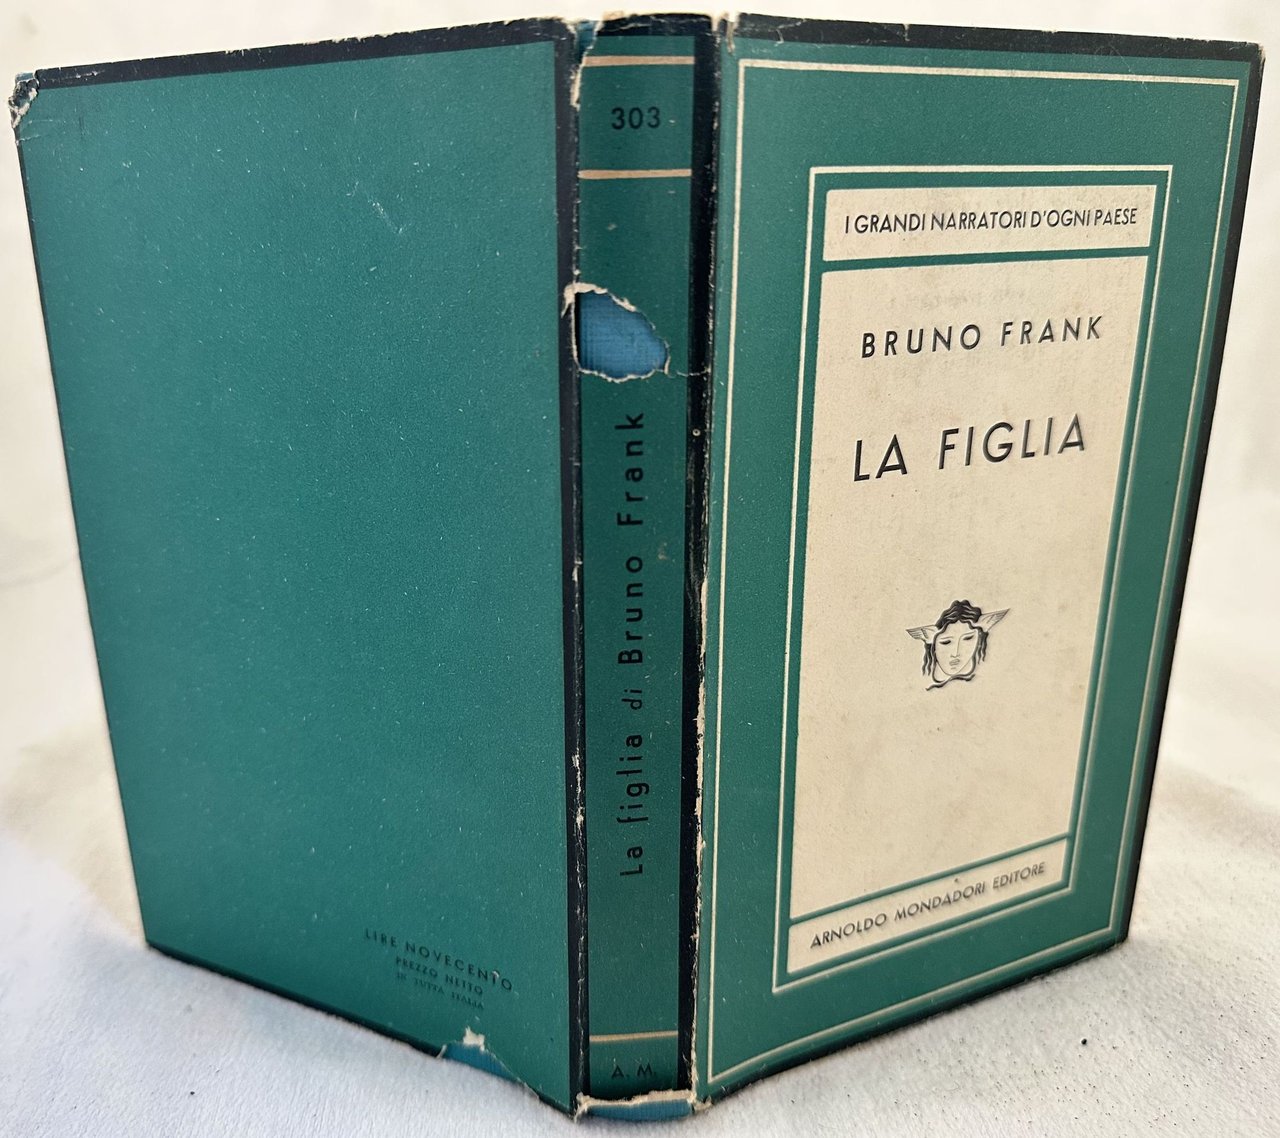 LIRE NOVECENTO
PREZZO NETTO
IN TUTTA ITALIA
303
La figlia di Bruno Frank
A. M.
I GRANDI NARRATORI D'OGNI PAESE
BRUNO FRANK
LA FIGLIA
ARNOLDO MONDADORI EDITORE